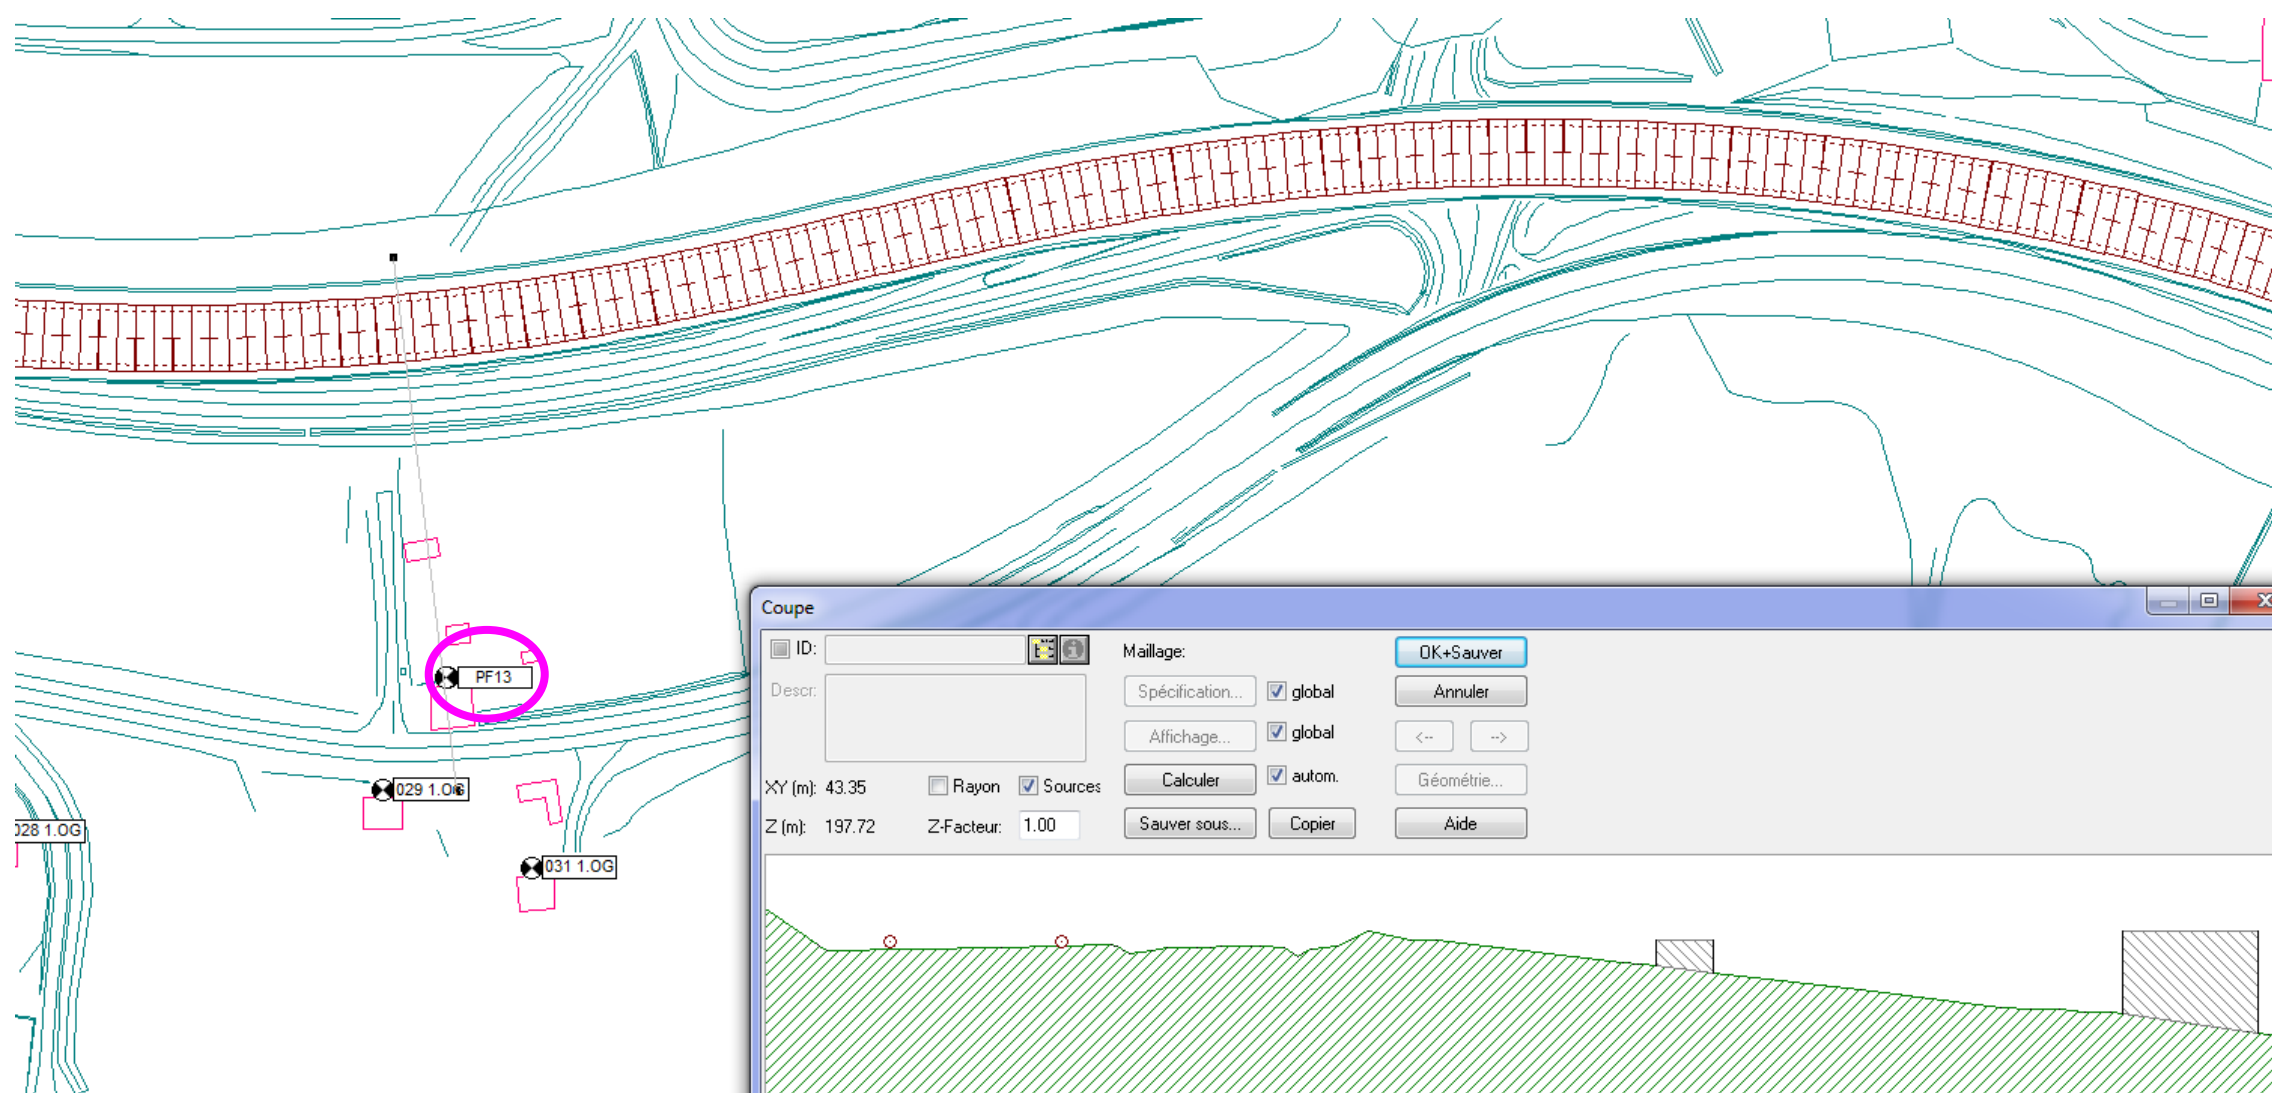 PF13
029 1.OG
028 1.OG
031 1.OG
Coupe
ID:
Maillage:
OK+Sauver
Descr:
Spécification...
global
Annuler
Affichage...
global
<--
-->
XY (m): 43.35
Rayon
Sources
Calculer
autom.
Géométrie...
Z (m): 197.72
Z-Facteur: 1.00
Sauver sous...
Copier
Aide